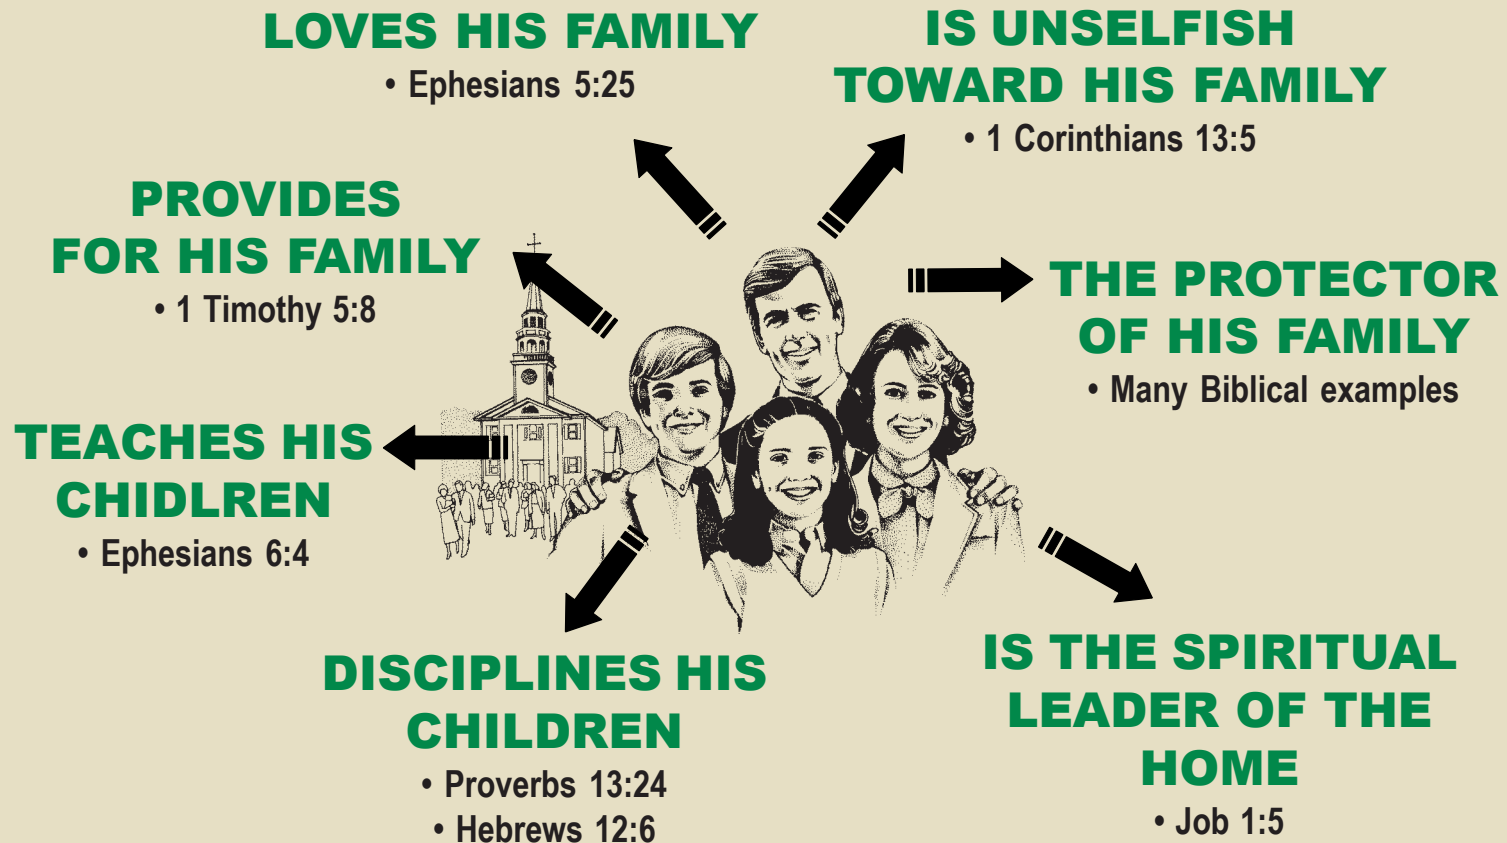 LOVES HIS FAMILY
• Ephesians 5:25
IS UNSELFISH
TOWARD HIS FAMILY
• 1 Corinthians 13:5
PROVIDES
FOR HIS FAMILY
• 1 Timothy 5:8
THE PROTECTOR
OF HIS FAMILY
• Many Biblical examples
TEACHES HIS
CHIDLREN
• Ephesians 6:4
DISCIPLINES HIS
CHILDREN
• Proverbs 13:24
• Hebrews 12:6
IS THE SPIRITUAL
LEADER OF THE
HOME
• Job 1:5